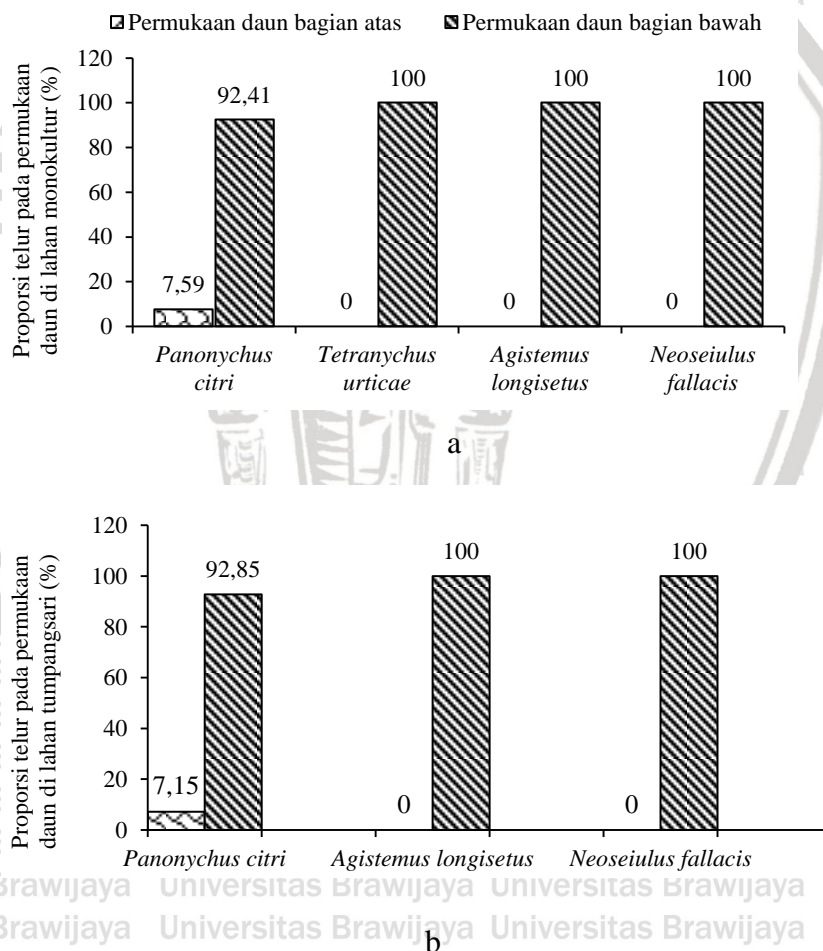 Permukaan daun bagian atas Permukaan daun bagian bawah
Proporsi telur pada permukaan
daun di lahan monokultur (%)
120
100
80
60
40
20
0
7,59
92,41
0
100
0
100
0
100
Panonychus
citri
Tetranychus
urticae
Agistemus
longisetus
Neoseiulus
fallacis
a
Proporsi telur pada permukaan
daun di lahan tumpangsari (%)
120
100
80
60
40
20
0
7,15
92,85
0
100
0
100
Panonychus citri
Agistemus longisetus
Neoseiulus fallacis
Brawijaya Universitas Brawijaya Universitas Brawijaya
Brawijaya Universitas Brawijaya Universitas Brawijaya
b